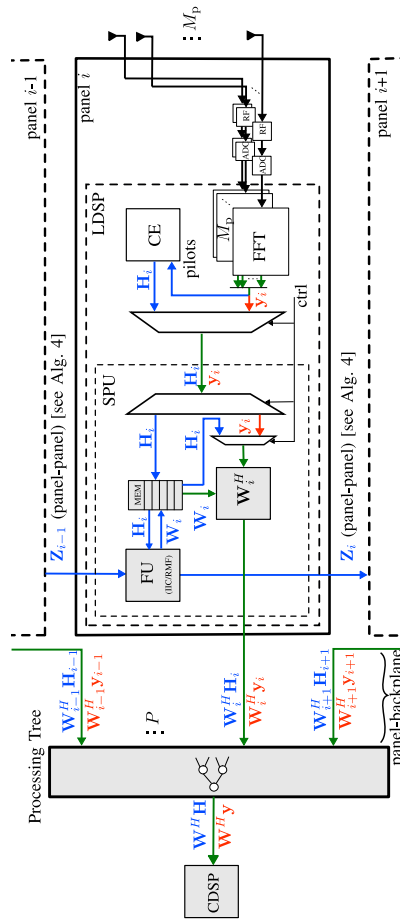 panel i-1
Z_{i−1} (panel-panel) [see Alg. 4]
panel i
M_p
LDSP
SPU
CE
pilots
H_i
H_i
y_i
M_p
FFT
ADC
RF
ADC
RF
y_i
ctrl
H_i
H_i
y_i
MEM
H_i
W_i
W_i
FU
(IIC/RMF)
W_i^H
Z_i (panel-panel) [see Alg. 4]
panel i+1
Processing Tree
W_{i−1}^H H_{i−1}
W_{i−1}^H y_{i−1}
P
W_i^H H_i
W_i^H y_i
W_{i+1}^H H_{i+1}
W_{i+1}^H y_{i+1}
panel-backplane
W^H H
W^H y
CDSP